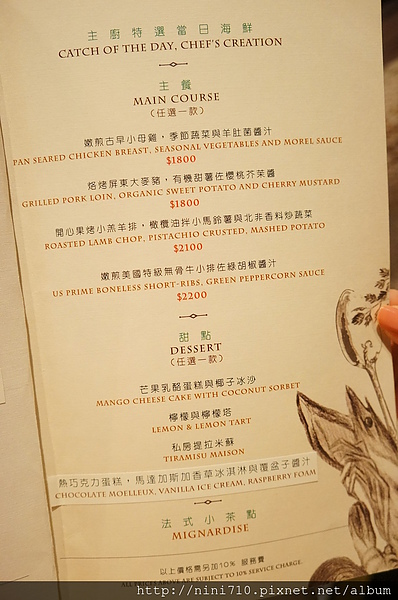 主廚特選當日海鮮
CATCH OF THE DAY, CHEF'S CREATION
主餐
MAIN COURSE
(任選一款)
嫩煎古早小母雞，季節蔬菜與羊肚菌醬汁
PAN SEARED CHICKEN BREAST, SEASONAL VEGETABLES AND MOREL SAUCE
$1800
烙烤屏東大麥豬，有機甜薯佐櫻桃芥茉醬
GRILLED PORK LOIN, ORGANIC SWEET POTATO AND CHERRY MUSTARD
$1800
開心果烤小羔羊排，橄欖油拌小馬鈴薯與北非香料炒蔬菜
ROASTED LAMB CHOP, PISTACHIO CRUSTED, MASHED POTATO
$2100
嫩煎美國特級無骨牛小排佐綠胡椒醬汁
US PRIME BONELESS SHORT-RIBS, GREEN PEPPERCORN SAUCE
$2200
甜點
DESSERT
(任選一款)
芒果乳酪蛋糕與椰子冰沙
MANGO CHEESE CAKE WITH COCONUT SORBET
檸檬與檸檬塔
LEMON & LEMON TART
私房提拉米蘇
TIRAMISU MAISON
熱巧克力蛋糕，馬達加斯加香草冰淇淋與覆盆子醬汁
CHOCOLATE MOELLEUX, VANILLA ICE CREAM, RASPBERRY FOAM
法式小茶點
MIGNARDISE
以上價格需另加10% 服務費
ALL PRICE ABOVE ARE SUBJECT TO 10% SERVICE CHARGE.
http://nini710.pixnet.net/album